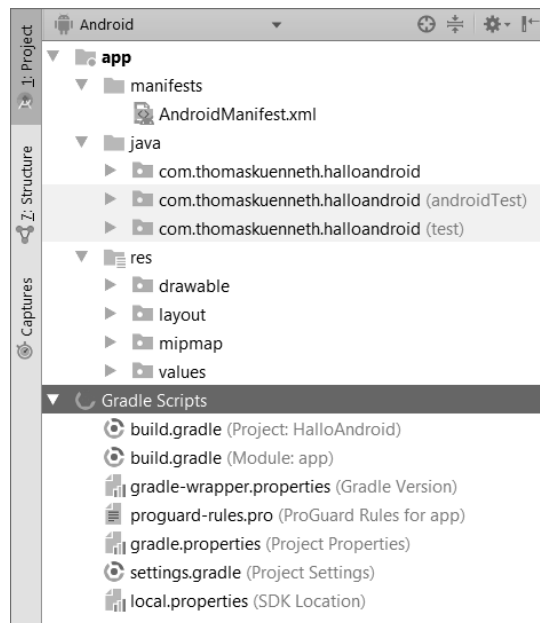 Android
1: Project
7: Structure
Captures
app
manifests
AndroidManifest.xml
java
com.thomaskuenneth.halloandroid
com.thomaskuenneth.halloandroid (androidTest)
com.thomaskuenneth.halloandroid (test)
res
drawable
layout
mipmap
values
Gradle Scripts
build.gradle (Project: HalloAndroid)
build.gradle (Module: app)
gradle-wrapper.properties (Gradle Version)
proguard-rules.pro (ProGuard Rules for app)
gradle.properties (Project Properties)
settings.gradle (Project Settings)
local.properties (SDK Location)